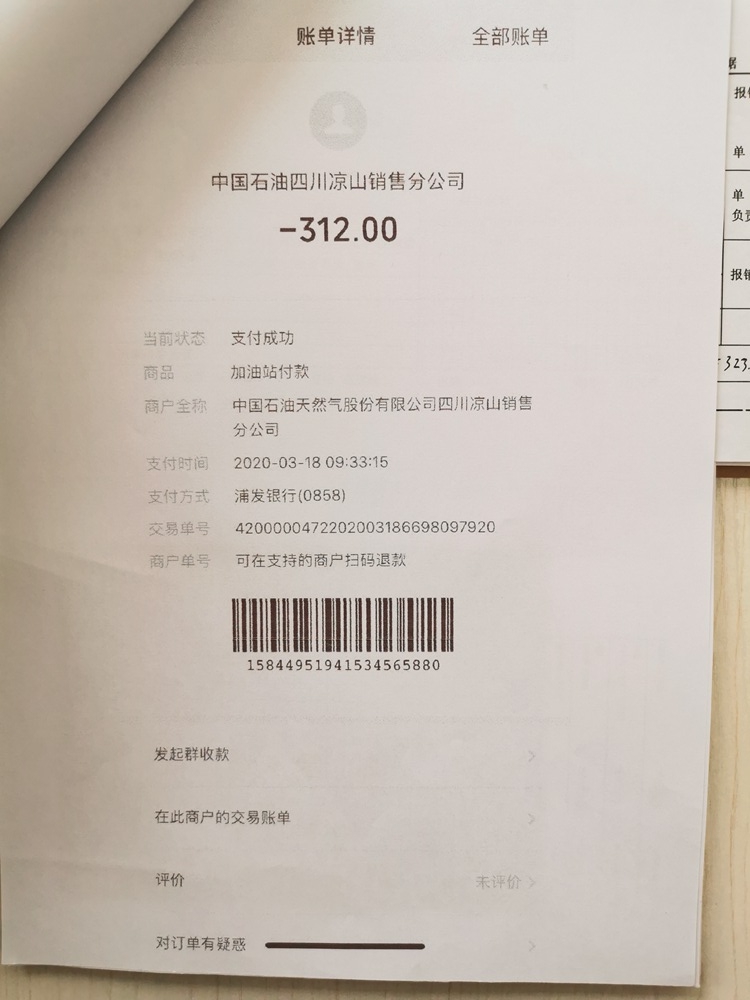 账单详情 全部账单
中国石油四川凉山销售分公司
-312.00
当前状态 支付成功
商品 加油站付款
商户全称 中国石油天然气股份有限公司四川凉山销售
分公司
支付时间 2020-03-18 09:33:15
支付方式 浦发银行(0858)
交易单号 4200000472202003186698097920
商户单号 可在支持的商户扫码退款
15844951941534565880
发起群收款
在此商户的交易账单
评价 未评价
对订单有疑惑
据
报销
单
单
负责
报销
323.